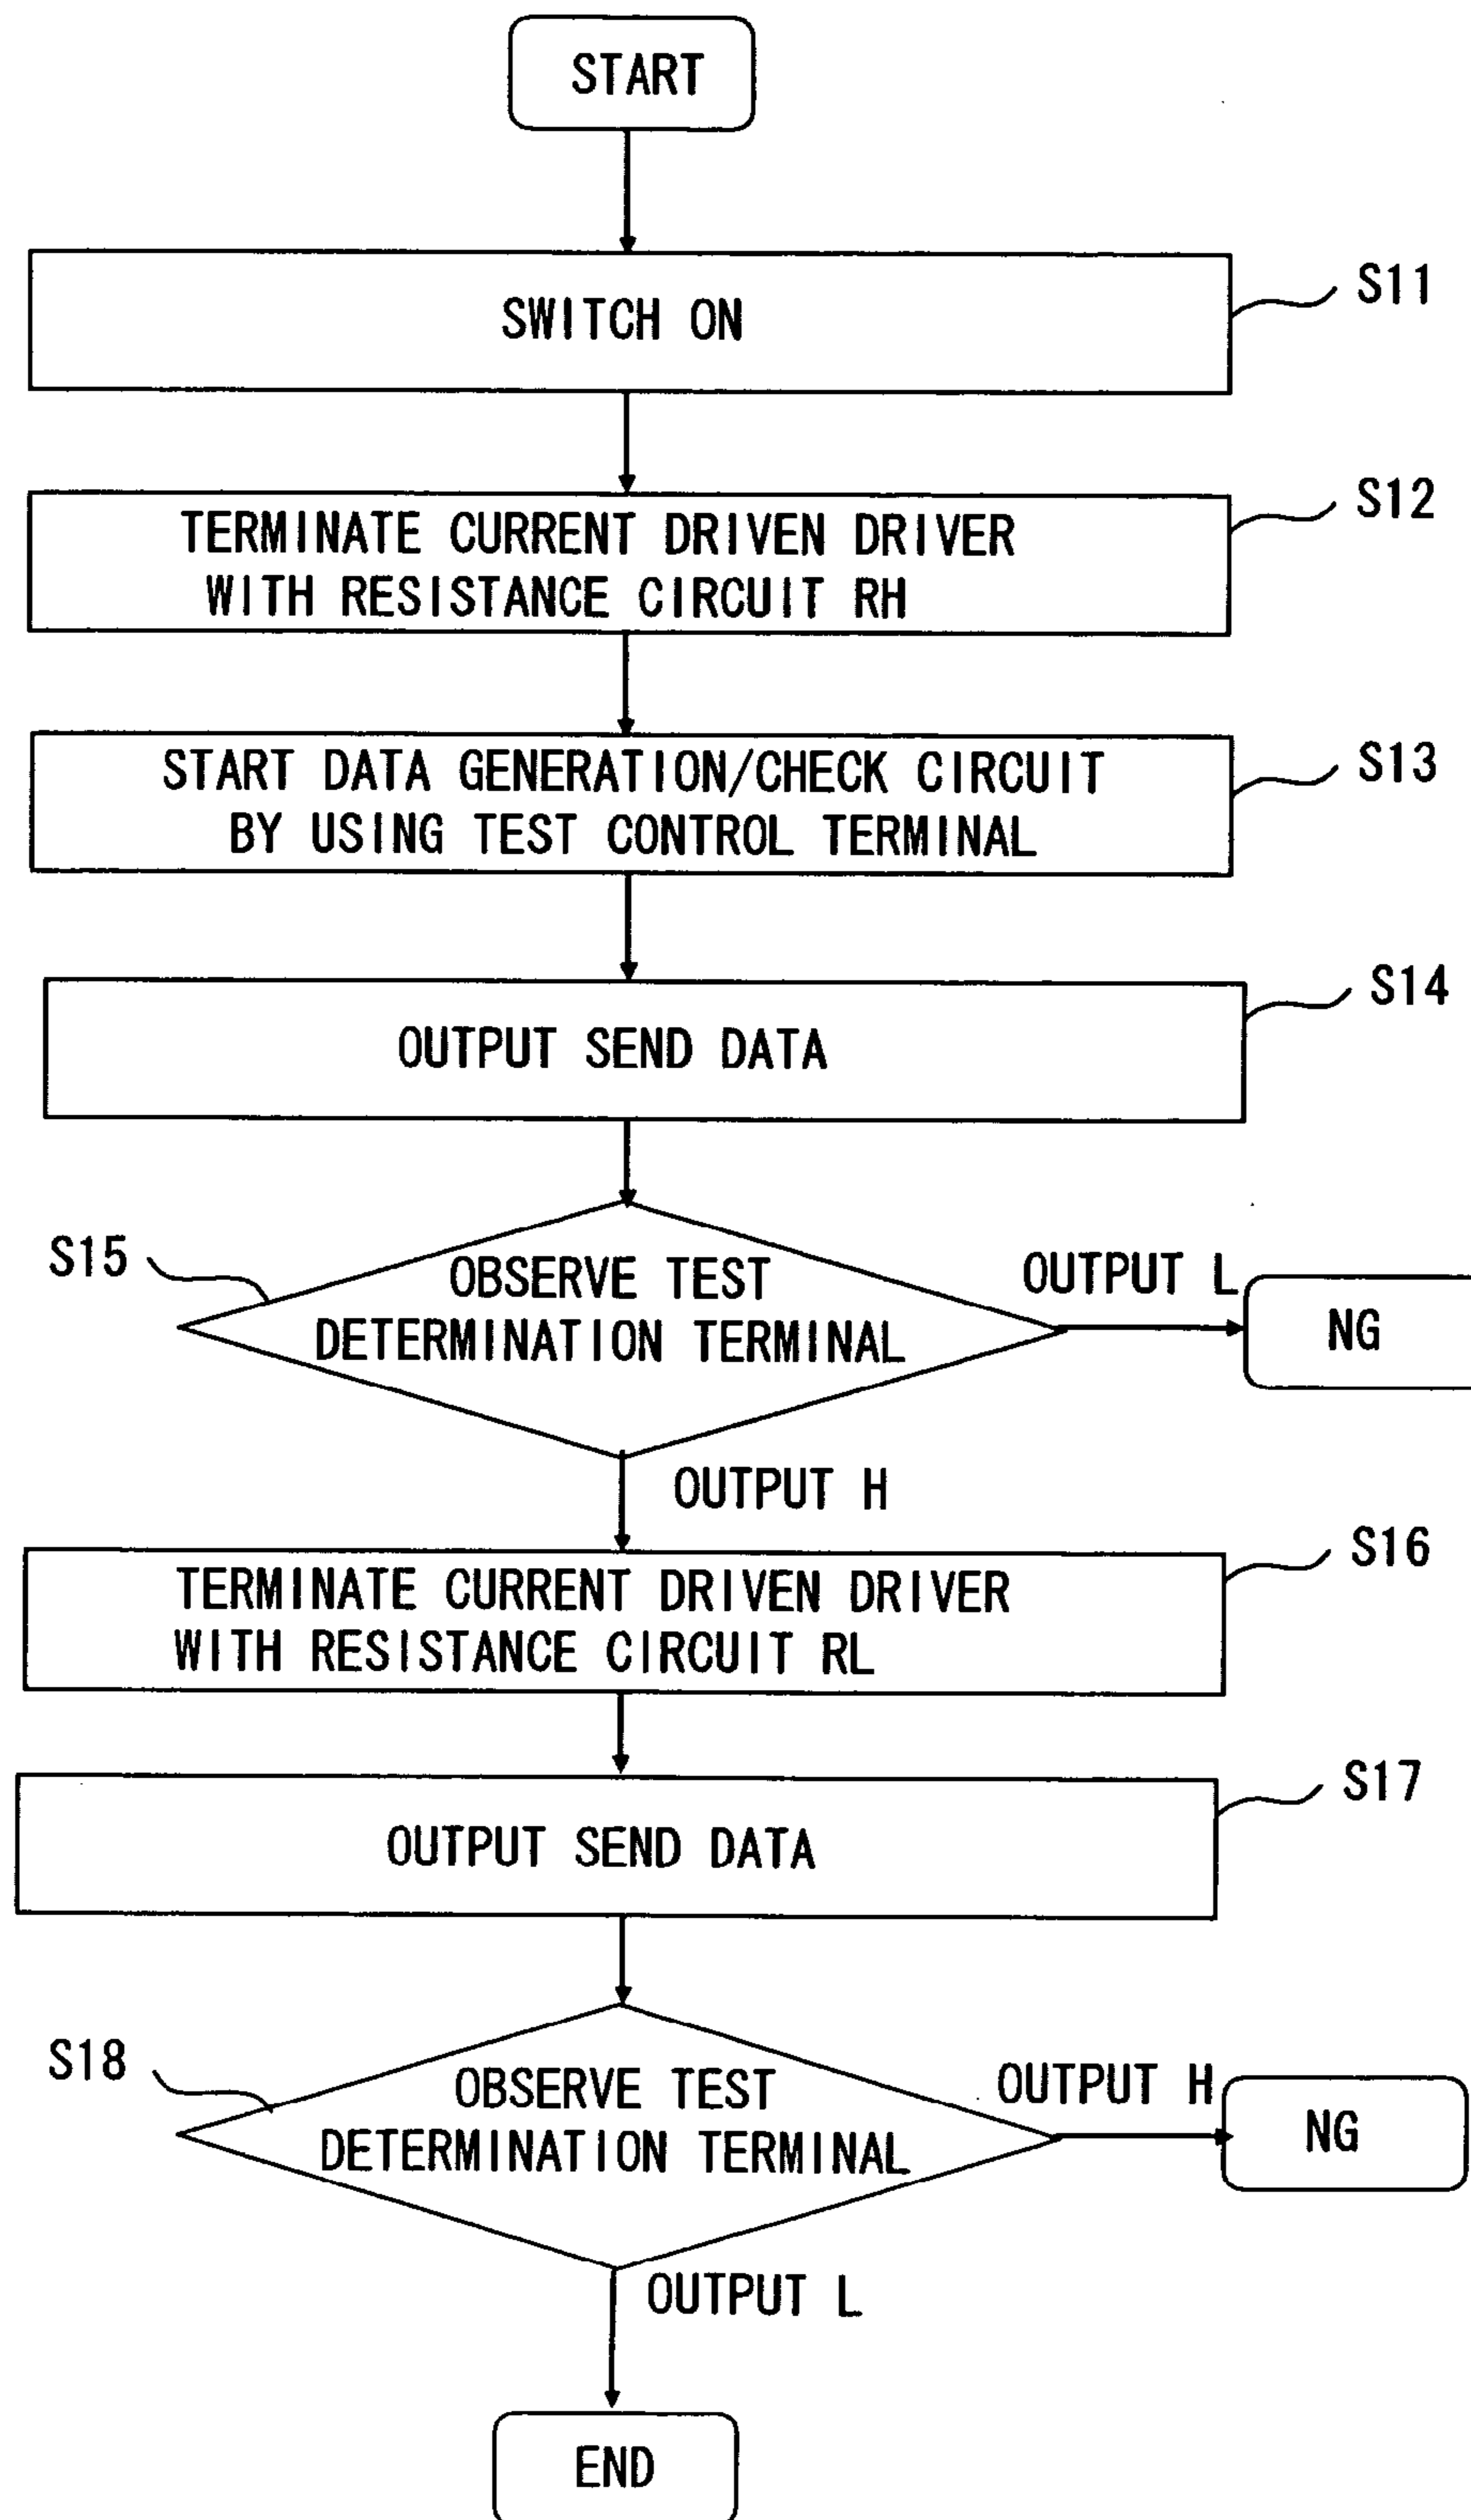 START
SWITCH ON
S11
TERMINATE CURRENT DRIVEN DRIVER
WITH RESISTANCE CIRCUIT RH
S12
START DATA GENERATION/CHECK CIRCUIT
BY USING TEST CONTROL TERMINAL
S13
OUTPUT SEND DATA
S14
S15
OBSERVE TEST
DETERMINATION TERMINAL
OUTPUT L
NG
OUTPUT H
TERMINATE CURRENT DRIVEN DRIVER
WITH RESISTANCE CIRCUIT RL
S16
OUTPUT SEND DATA
S17
S18
OBSERVE TEST
DETERMINATION TERMINAL
OUTPUT H
NG
OUTPUT L
END